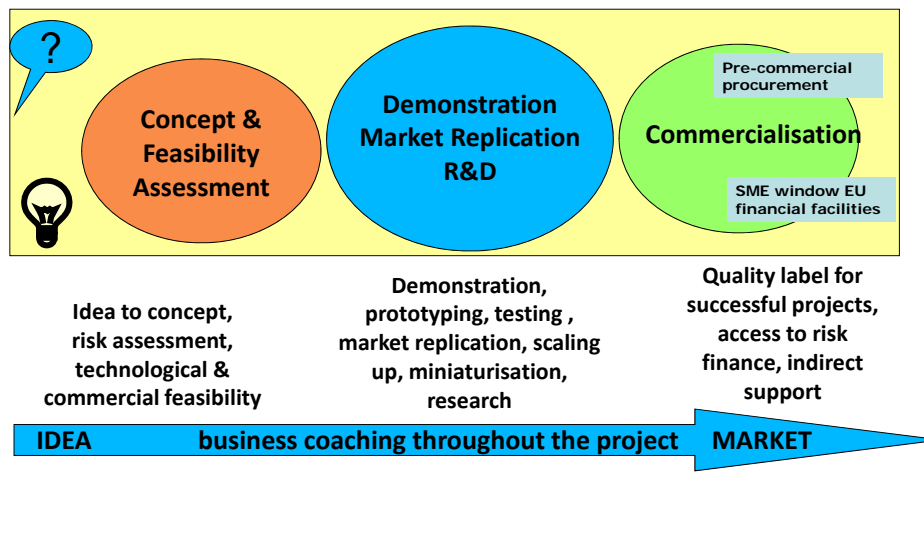 ?
Concept &
Feasibility
Assessment
Demonstration
Market Replication
R&D
Pre-commercial
procurement
Commercialisation
SME window EU
financial facilities
Idea to concept,
risk assessment,
technological &
commercial feasibility
Demonstration,
prototyping, testing ,
market replication, scaling
up, miniaturisation,
research
Quality label for
successful projects,
access to risk
finance, indirect
support
IDEA business coaching throughout the project MARKET